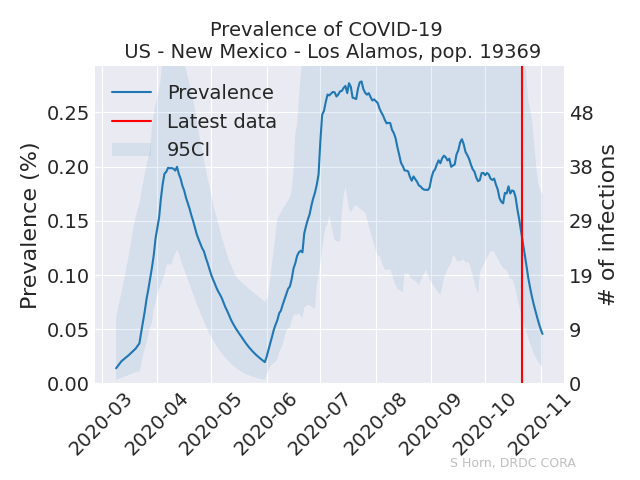 Prevalence of COVID-19
US - New Mexico - Los Alamos, pop. 19369
Prevalence
Latest data
95CI
Prevalence (%)
0.25
0.20
0.15
0.10
0.05
0.00
48
38
29
19
9
0
# of infections
2020-03
2020-04
2020-05
2020-06
2020-07
2020-08
2020-09
2020-10
2020-11
S Horn, DRDC CORA